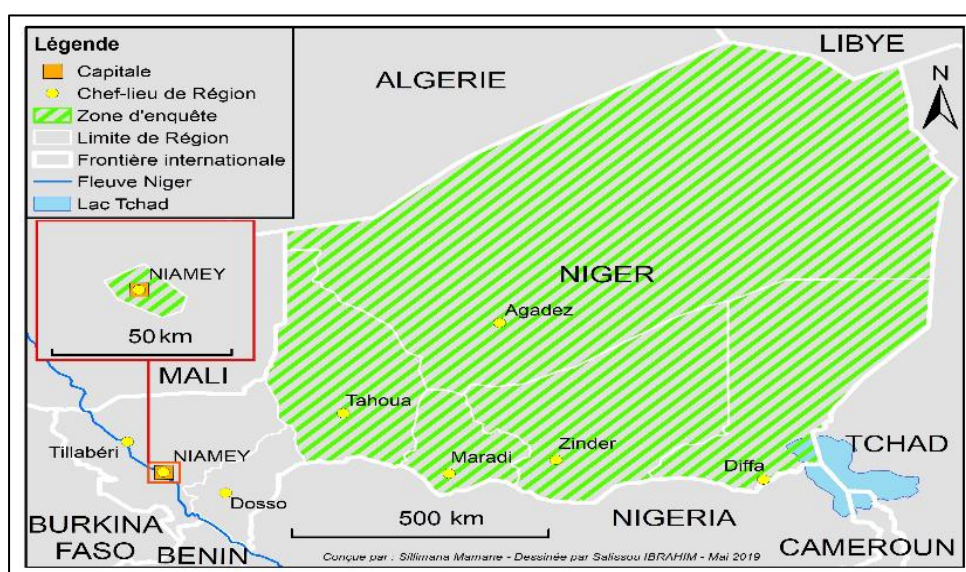 Légende
Capitale
Chef-lieu de Région
Zone d'enquête
Limite de Région
Frontière internationale
Fleuve Niger
Lac Tchad
ALGERIE
LIBYE
N
NIAMEY
50 km
NIGER
Agadez
MALI
Tahoua
Tillabéri
NIAMEY
Maradi
Zinder
Diffa
TCHAD
Dosso
500 km
NIGERIA
BURKINA
FASO
BENIN
CAMEROUN
Conçue par : Sillimana Mamane - Dessinée par Salissou IBRAHIM - Mai 2019